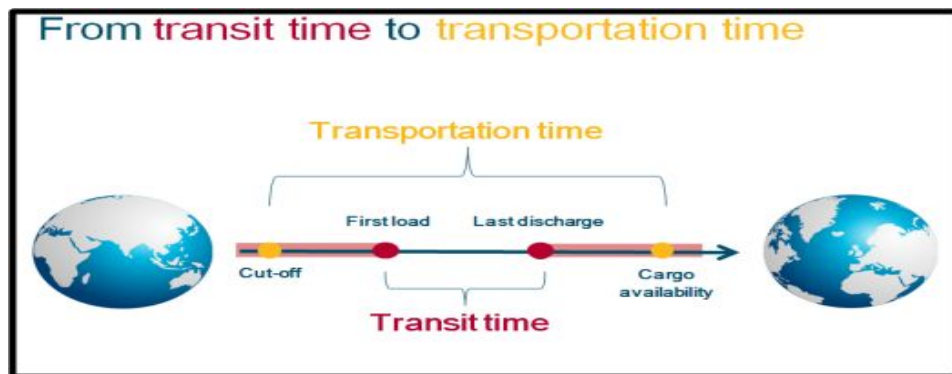 From transit time to transportation time
Transportation time
First load
Last discharge
Cut-off
Cargo
availability
Transit time